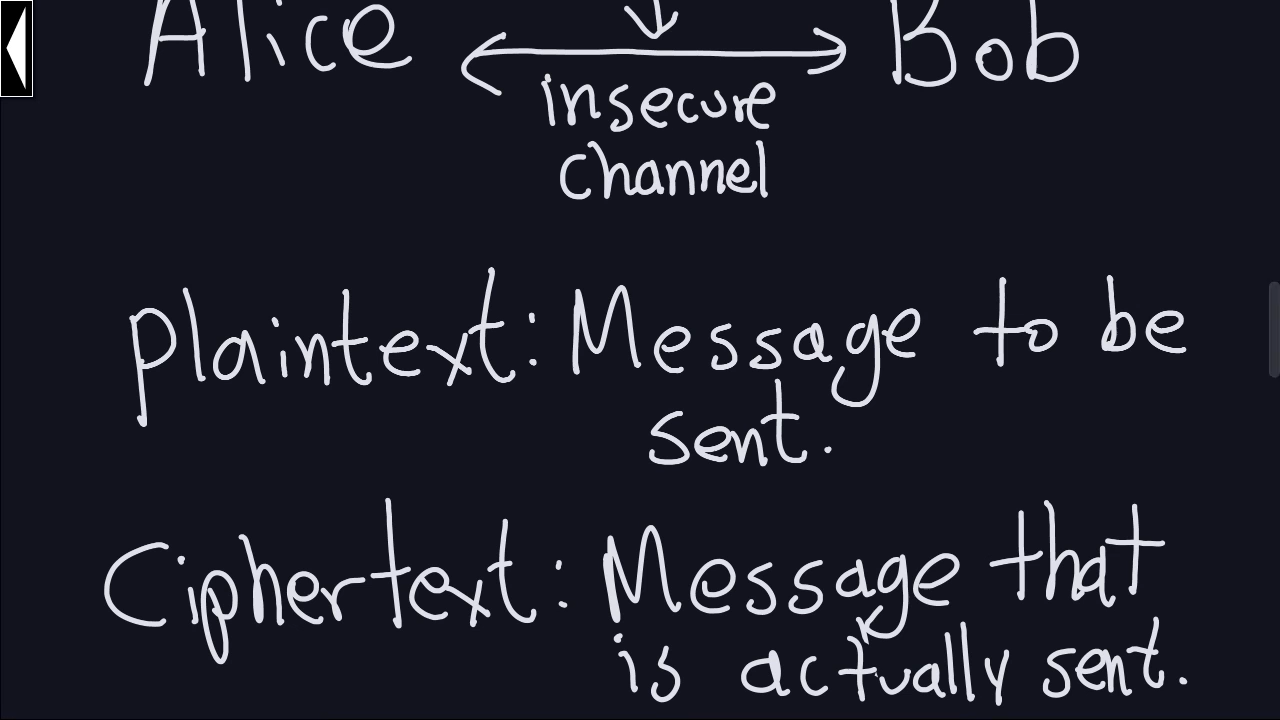 Alice Bob
insecure
channel
plaintext: Message to be
sent.
Ciphertext: Message that
is actually sent.